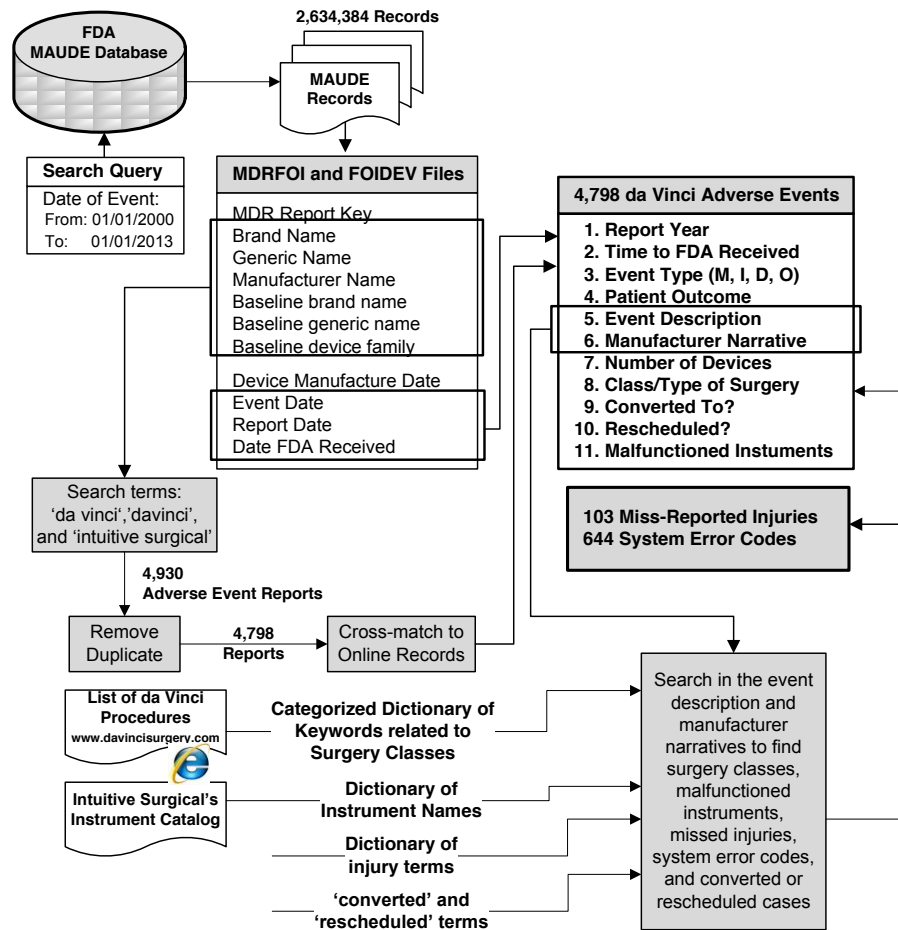 FDA
MAUDE Database
2,634,384 Records
MAUDE
Records
Search Query
Date of Event:
From: 01/01/2000
To: 01/01/2013
MDRFOI and FOIDEV Files
MDR Report Key
Brand Name
Generic Name
Manufacturer Name
Baseline brand name
Baseline generic name
Baseline device family
Device Manufacture Date
Event Date
Report Date
Date FDA Received
4,798 da Vinci Adverse Events
1. Report Year
2. Time to FDA Received
3. Event Type (M, I, D, O)
4. Patient Outcome
5. Event Description
6. Manufacturer Narrative
7. Number of Devices
8. Class/Type of Surgery
9. Converted To?
10. Rescheduled?
11. Malfunctioned Instuments
103 Miss-Reported Injuries
644 System Error Codes
Search terms:
‘da vinci‘,’davinci’,
and ‘intuitive surgical’
4,930
Adverse Event Reports
Remove
Duplicate
4,798
Reports
Cross-match to
Online Records
List of da Vinci
Procedures
www.davincisurgery.com
Categorized Dictionary of
Keywords related to
Surgery Classes
Intuitive Surgical’s
Instrument Catalog
Dictionary of
Instrument Names
Dictionary of
injury terms
‘converted’ and
‘rescheduled’ terms
Search in the event
description and
manufacturer
narratives to find
surgery classes,
malfunctioned
instruments,
missed injuries,
system error codes,
and converted or
rescheduled cases